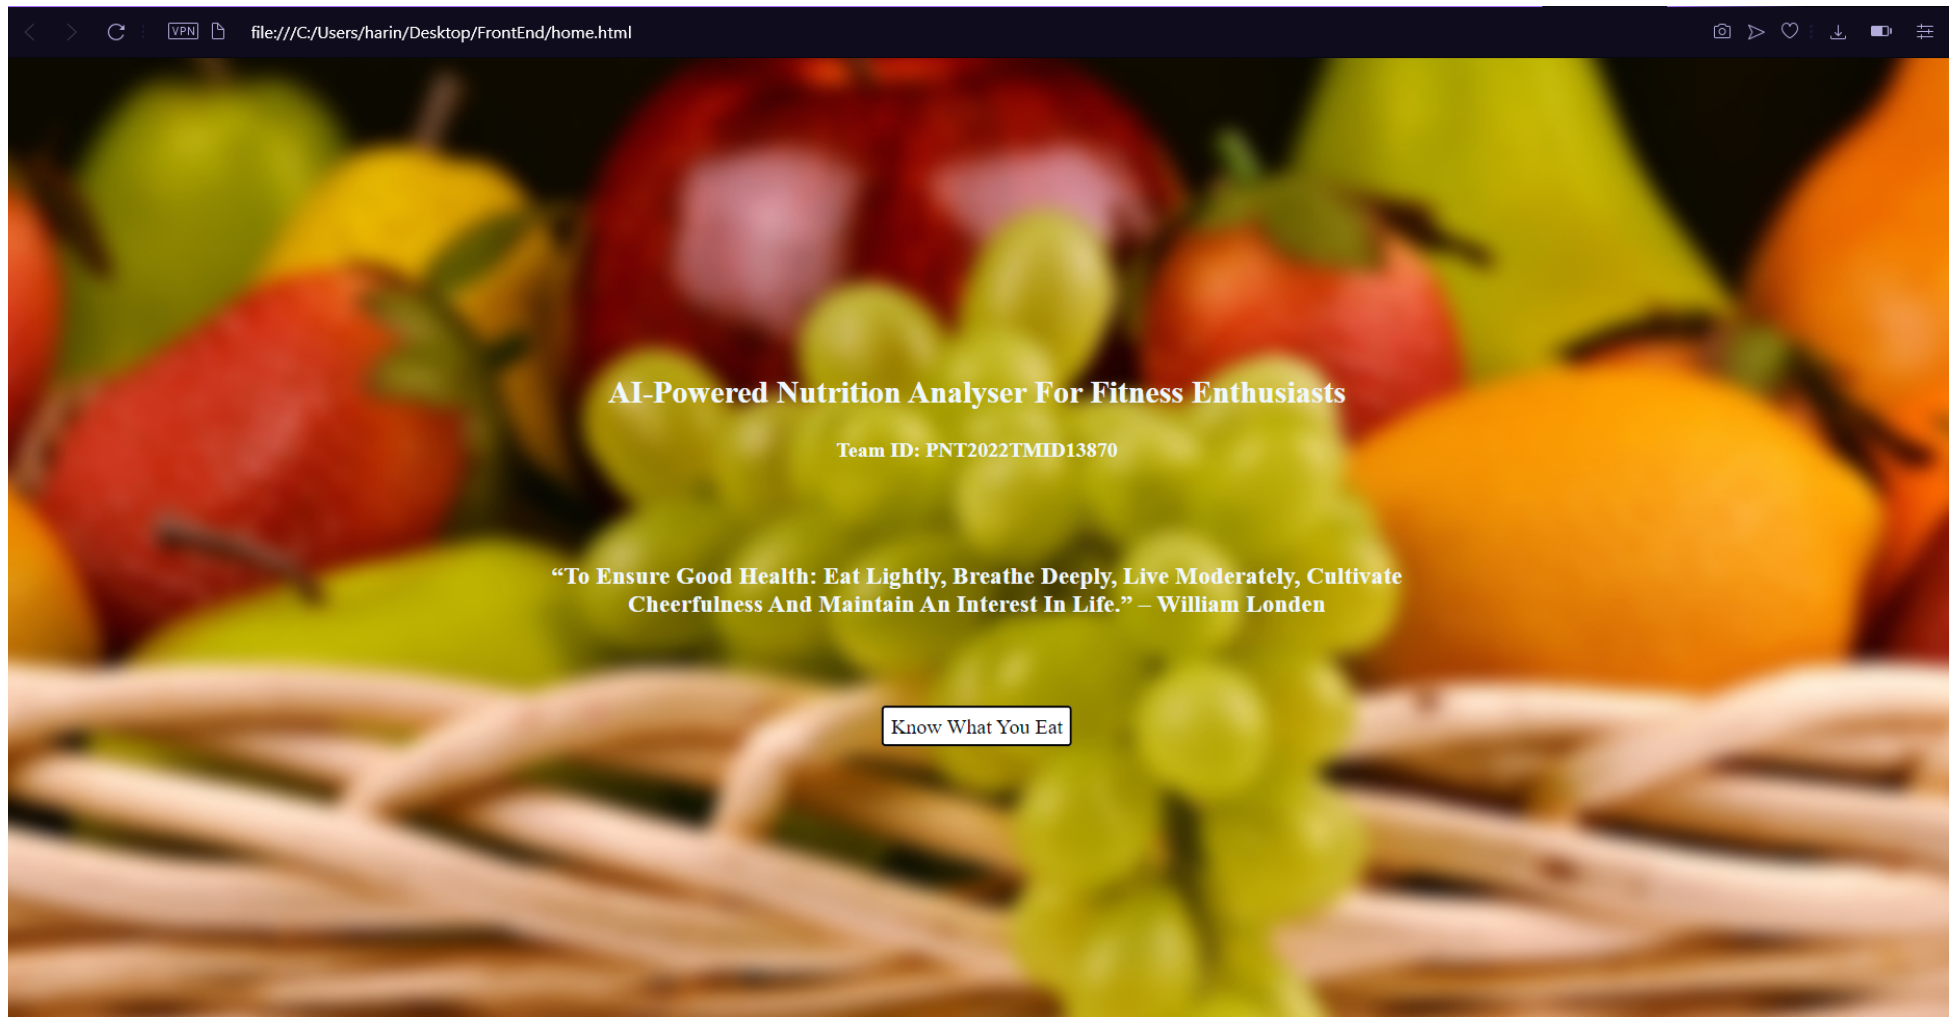 VPN
file:///C:/Users/harin/Desktop/FrontEnd/home.html
AI-Powered Nutrition Analyser For Fitness Enthusiasts
Team ID: PNT2022TMID13870
“To Ensure Good Health: Eat Lightly, Breathe Deeply, Live Moderately, Cultivate
Cheerfulness And Maintain An Interest In Life.” – William Londen
Know What You Eat